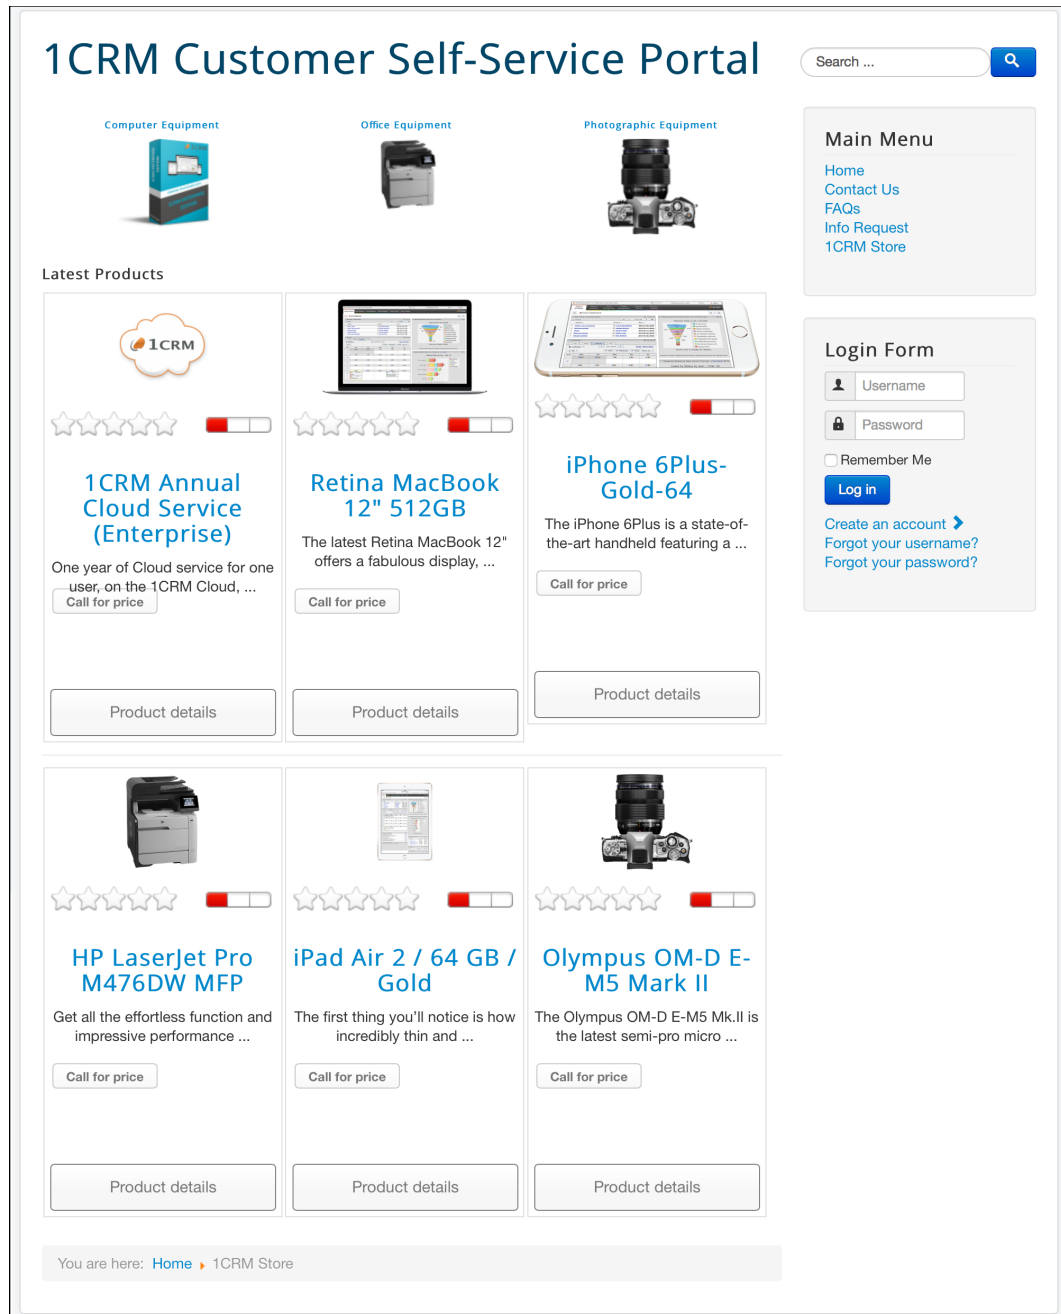 1CRM Customer Self-Service Portal
Search ...
Computer Equipment
Office Equipment
Photographic Equipment
Latest Products
1CRM
1CRM Annual
Cloud Service
(Enterprise)
One year of Cloud service for one
user, on the 1CRM Cloud, ...
Call for price
Product details
Retina MacBook
12" 512GB
The latest Retina MacBook 12"
offers a fabulous display, ...
Call for price
Product details
iPhone 6Plus-
Gold-64
The iPhone 6Plus is a state-of-
the-art handheld featuring a ...
Call for price
Product details
HP LaserJet Pro
M476DW MFP
Get all the effortless function and
impressive performance ...
Call for price
Product details
iPad Air 2 / 64 GB /
Gold
The first thing you'll notice is how
incredibly thin and ...
Call for price
Product details
Olympus OM-D E-
M5 Mark II
The Olympus OM-D E-M5 Mk.II is
the latest semi-pro micro ...
Call for price
Product details
You are here: Home 1CRM Store
Main Menu
Home
Contact Us
FAQs
Info Request
1CRM Store
Login Form
Username
Password
Remember Me
Log in
Create an account
Forgot your username?
Forgot your password?